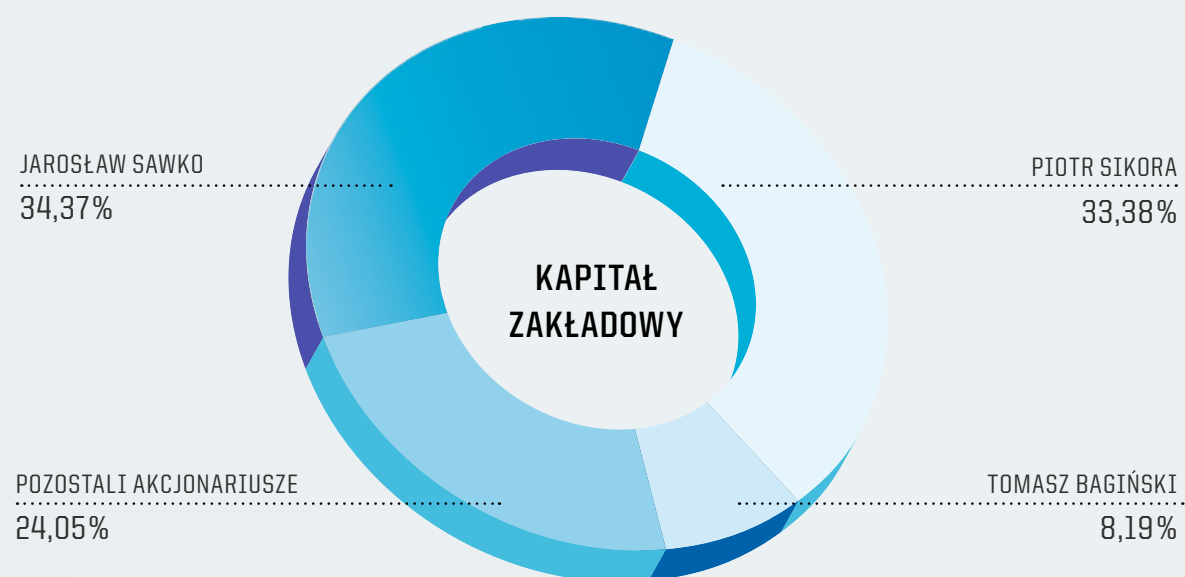 JAROSŁAW SAWKO
34,37%
PIOTR SIKORA
33,38%
KAPITAŁ
ZAKŁADOWY
POZOSTALI AKCJONARIUSZE
24,05%
TOMASZ BAGIŃSKI
8,19%